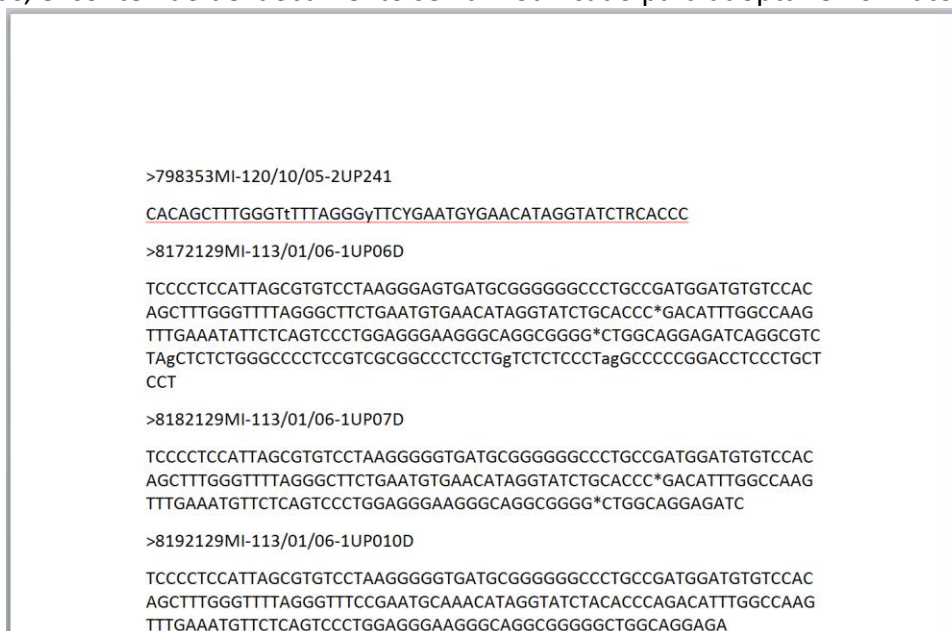 >798353MI-120/10/05-2UP241
CACAGCTTTGGGTtTTTAGGGyTTCYGAATGYGAACATAGGTATCTRCACCC
>8172129MI-113/01/06-1UP06D
TCCCCTCCATTAGCGTGTCCTAAGGGAGTGATGCGGGGGGCCCTGCCGATGGATGTGTCCAC
AGCTTTGGGTTTTAGGGCTTCTGAATGTGAACATAGGTATCTGCACCC*GACATTTGGCCAAG
TTTGAAATATTCTCAGTCCCTGGAGGGAAGGGCAGGCGGGG*CTGGCAGGAGATCAGGCGTC
TAgCTCTCTGGGCCCCTCCGTCGCGGCCCTCCTGgTCTCTCCCTagGCCCCCGGACCTCCCTGCT
CCT
>8182129MI-113/01/06-1UP07D
TCCCCTCCATTAGCGTGTCCTAAGGGGGTGATGCGGGGGGCCCTGCCGATGGATGTGTCCAC
AGCTTTGGGTTTTAGGGCTTCTGAATGTGAACATAGGTATCTGCACCC*GACATTTGGCCAAG
TTTGAAATGTTCTCAGTCCCTGGAGGGAAGGGCAGGCGGGG*CTGGCAGGAGATC
>8192129MI-113/01/06-1UP010D
TCCCCTCCATTAGCGTGTCCTAAGGGGGTGATGCGGGGGGCCCTGCCGATGGATGTGTCCAC
AGCTTTGGGTTTTAGGGTTTCCGAATGCAAACATAGGTATCTACACCCAGACATTTGGCCAAG
TTTGAAATGTTCTCAGTCCCTGGAGGGAAGGGCAGGCGGGGGCTGGCAGGAGA